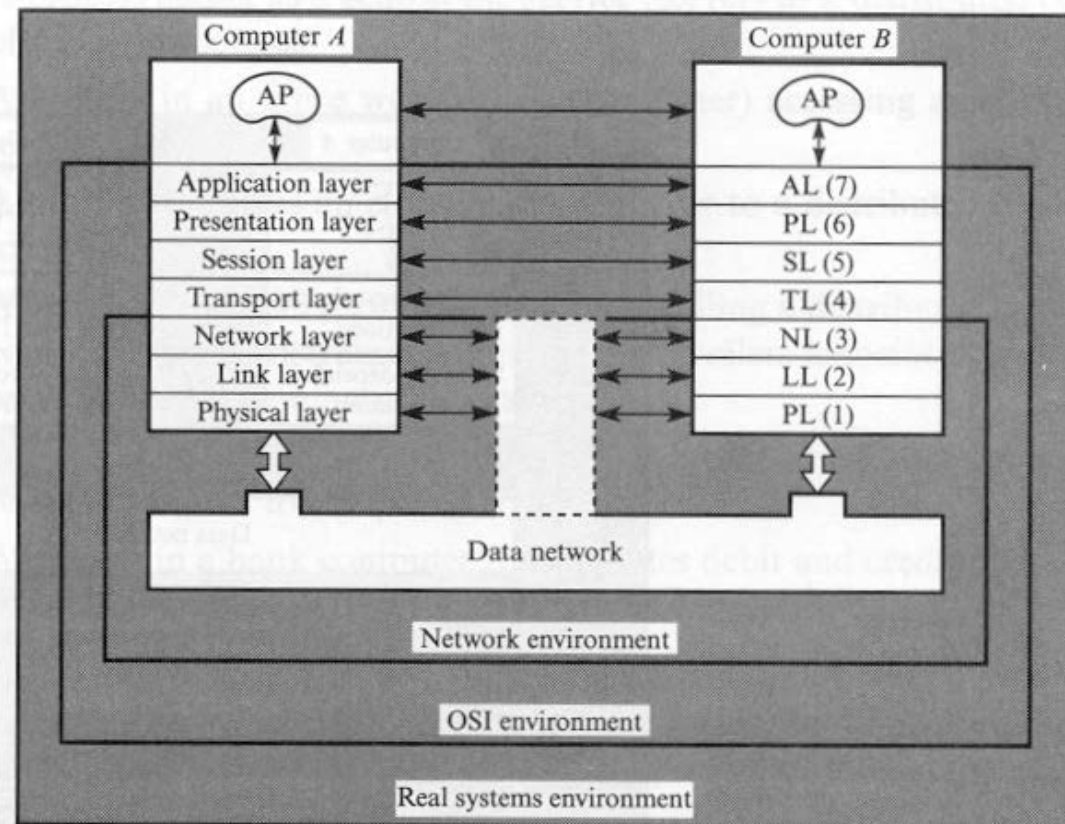 Computer A
Computer B
AP
AP
Application layer
AL (7)
Presentation layer
PL (6)
Session layer
SL (5)
Transport layer
TL (4)
Network layer
NL (3)
Link layer
LL (2)
Physical layer
PL (1)
Data network
Network environment
OSI environment
Real systems environment